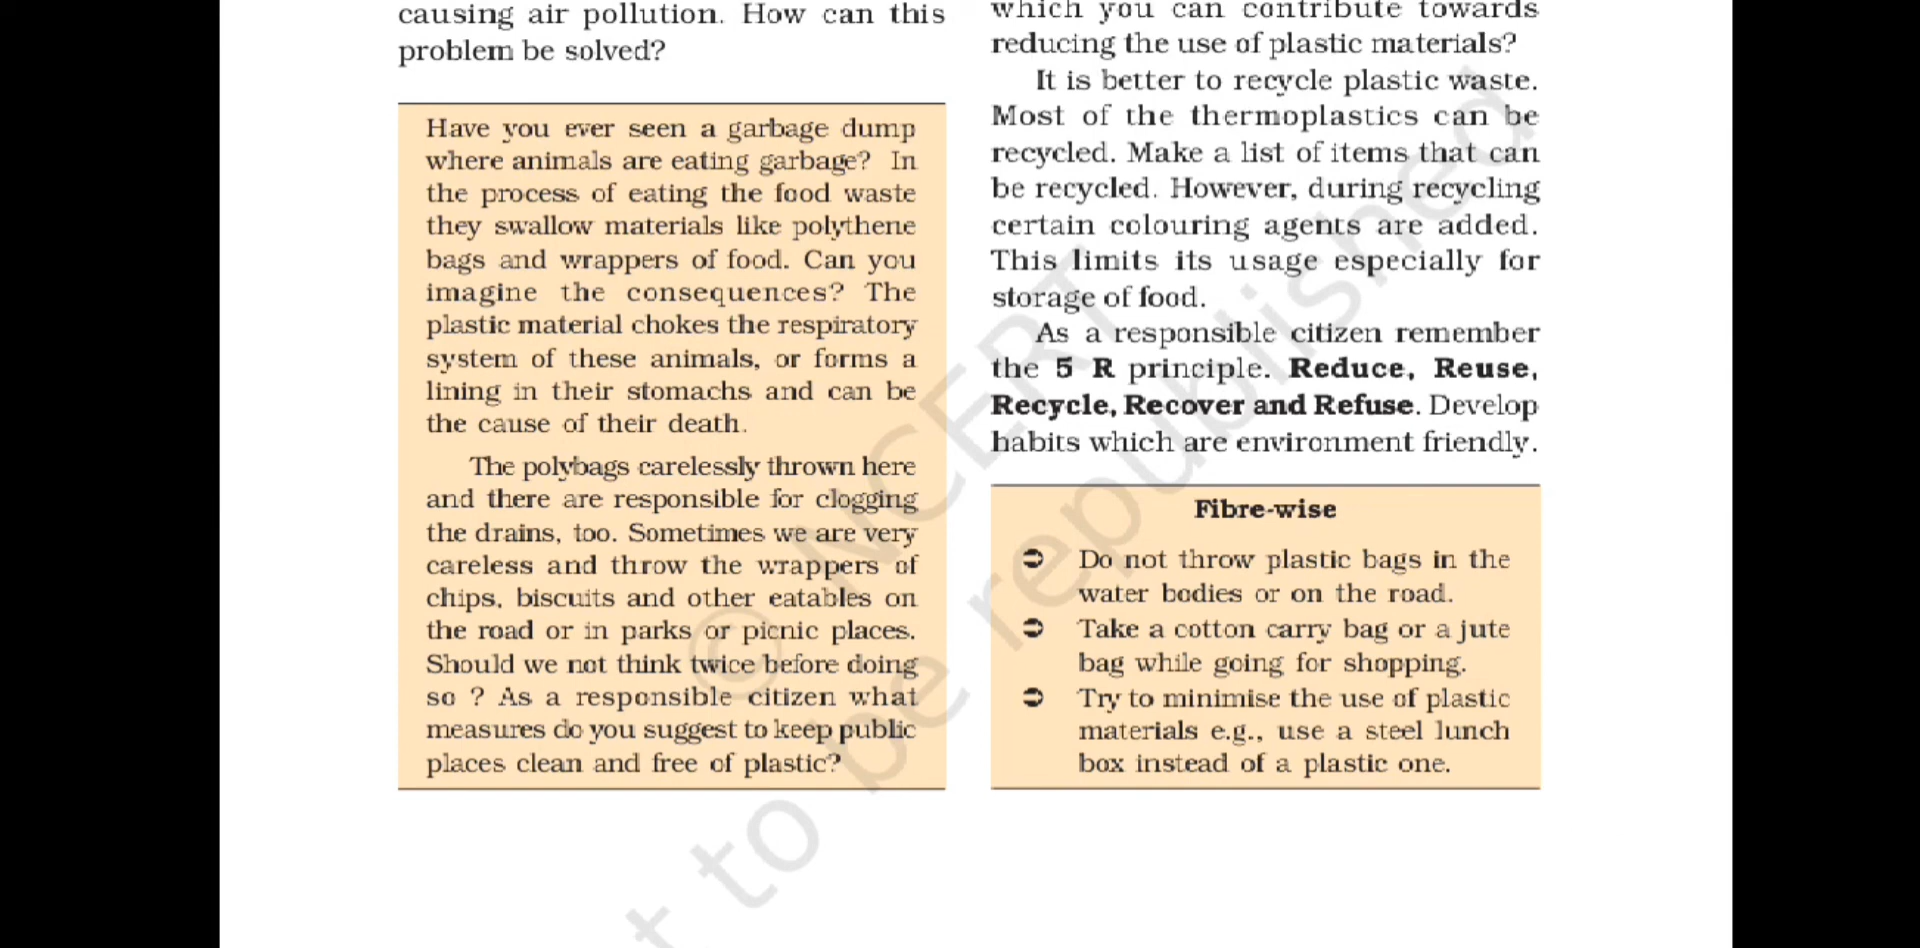 causing air pollution. How can this
problem be solved?
Have you ever seen a garbage dump
where animals are eating garbage? In
the process of eating the food waste
they swallow materials like polythene
bags and wrappers of food. Can you
imagine the consequences? The
plastic material chokes the respiratory
system of these animals, or forms a
lining in their stomachs and can be
the cause of their death.
The polybags carelessly thrown here
and there are responsible for clogging
the drains, too. Sometimes we are very
careless and throw the wrappers of
chips, biscuits and other eatables on
the road or in parks or picnic places.
Should we not think twice before doing
so ? As a responsible citizen what
measures do you suggest to keep public
places clean and free of plastic?
which you can contribute towards
reducing the use of plastic materials?
It is better to recycle plastic waste.
Most of the thermoplastics can be
recycled. Make a list of items that can
be recycled. However, during recycling
certain colouring agents are added.
This limits its usage especially for
storage of food.
As a responsible citizen remember
the 5 R principle. Reduce, Reuse,
Recycle, Recover and Refuse. Develop
habits which are environment friendly.
Fibre-wise
➲ Do not throw plastic bags in the
water bodies or on the road.
➲ Take a cotton carry bag or a jute
bag while going for shopping.
➲ Try to minimise the use of plastic
materials e.g., use a steel lunch
box instead of a plastic one.
© NCERT
t to be republished